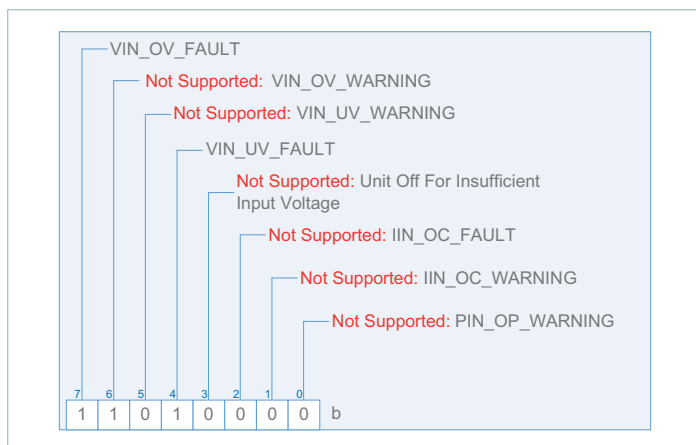 VIN_OV_FAULT
Not Supported: VIN_OV_WARNING
Not Supported: VIN_UV_WARNING
VIN_UV_FAULT
Not Supported: Unit Off For Insufficient
Input Voltage
Not Supported: IIN_OC_FAULT
Not Supported: IIN_OC_WARNING
Not Supported: PIN_OP_WARNING
7 6 5 4 3 2 1 0
1 1 0 1 0 0 0 0 b